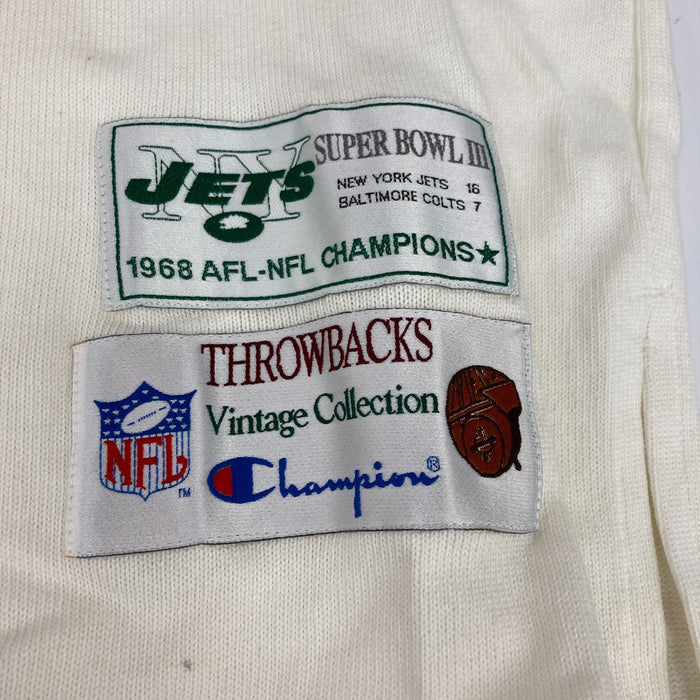 NY
JETS
SUPER BOWL III
NEW YORK JETS 16
BALTIMORE COLTS 7
1968 AFL-NFL CHAMPIONS★
THROWBACKS
Vintage Collection
NFL TM
Champion®